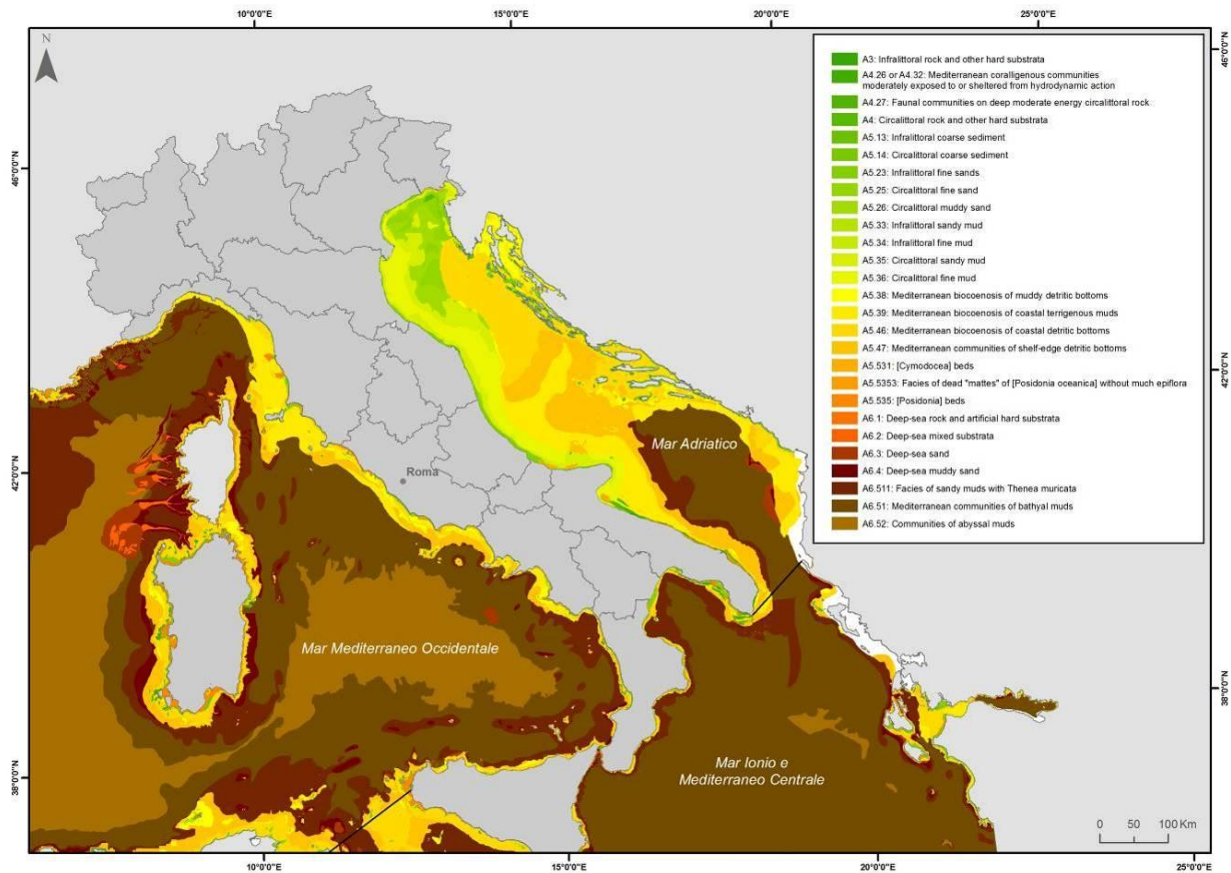 10°0'0"E 15°0'0"E 20°0'0"E 25°0'0"E
N
46°0'0"N
46°0'0"N
42°0'0"N
42°0'0"N
38°0'0"N
38°0'0"N
A3: Infralittoral rock and other hard substrata
A4.26 or A4.32: Mediterranean coralligenous communities
moderately exposed to or sheltered from hydrodynamic action
A4.27: Faunal communities on deep moderate energy circalittoral rock
A4: Circalittoral rock and other hard substrata
A5.13: Infralittoral coarse sediment
A5.14: Circalittoral coarse sediment
A5.23: Infralittoral fine sands
A5.25: Circalittoral fine sand
A5.26: Circalittoral muddy sand
A5.33: Infralittoral sandy mud
A5.34: Infralittoral fine mud
A5.35: Circalittoral sandy mud
A5.36: Circalittoral fine mud
A5.38: Mediterranean biocoenosis of muddy detritic bottoms
A5.39: Mediterranean biocoenosis of coastal terrigenous muds
A5.46: Mediterranean biocoenosis of coastal detritic bottoms
A5.47: Mediterranean communities of shelf-edge detritic bottoms
A5.531: [Cymodocea] beds
A5.5353: Facies of dead "mattes" of [Posidonia oceanica] without much epiflora
A5.535: [Posidonia] beds
A6.1: Deep-sea rock and artificial hard substrata
A6.2: Deep-sea mixed substrata
A6.3: Deep-sea sand
A6.4: Deep-sea muddy sand
A6.511: Facies of sandy muds with Thenea muricata
A6.51: Mediterranean communities of bathyal muds
A6.52: Communities of abyssal muds
Mar Adriatico
Roma
Mar Mediterraneo Occidentale
Mar Ionio e
Mediterraneo Centrale
0 50 100 Km
10°0'0"E 15°0'0"E 20°0'0"E 25°0'0"E